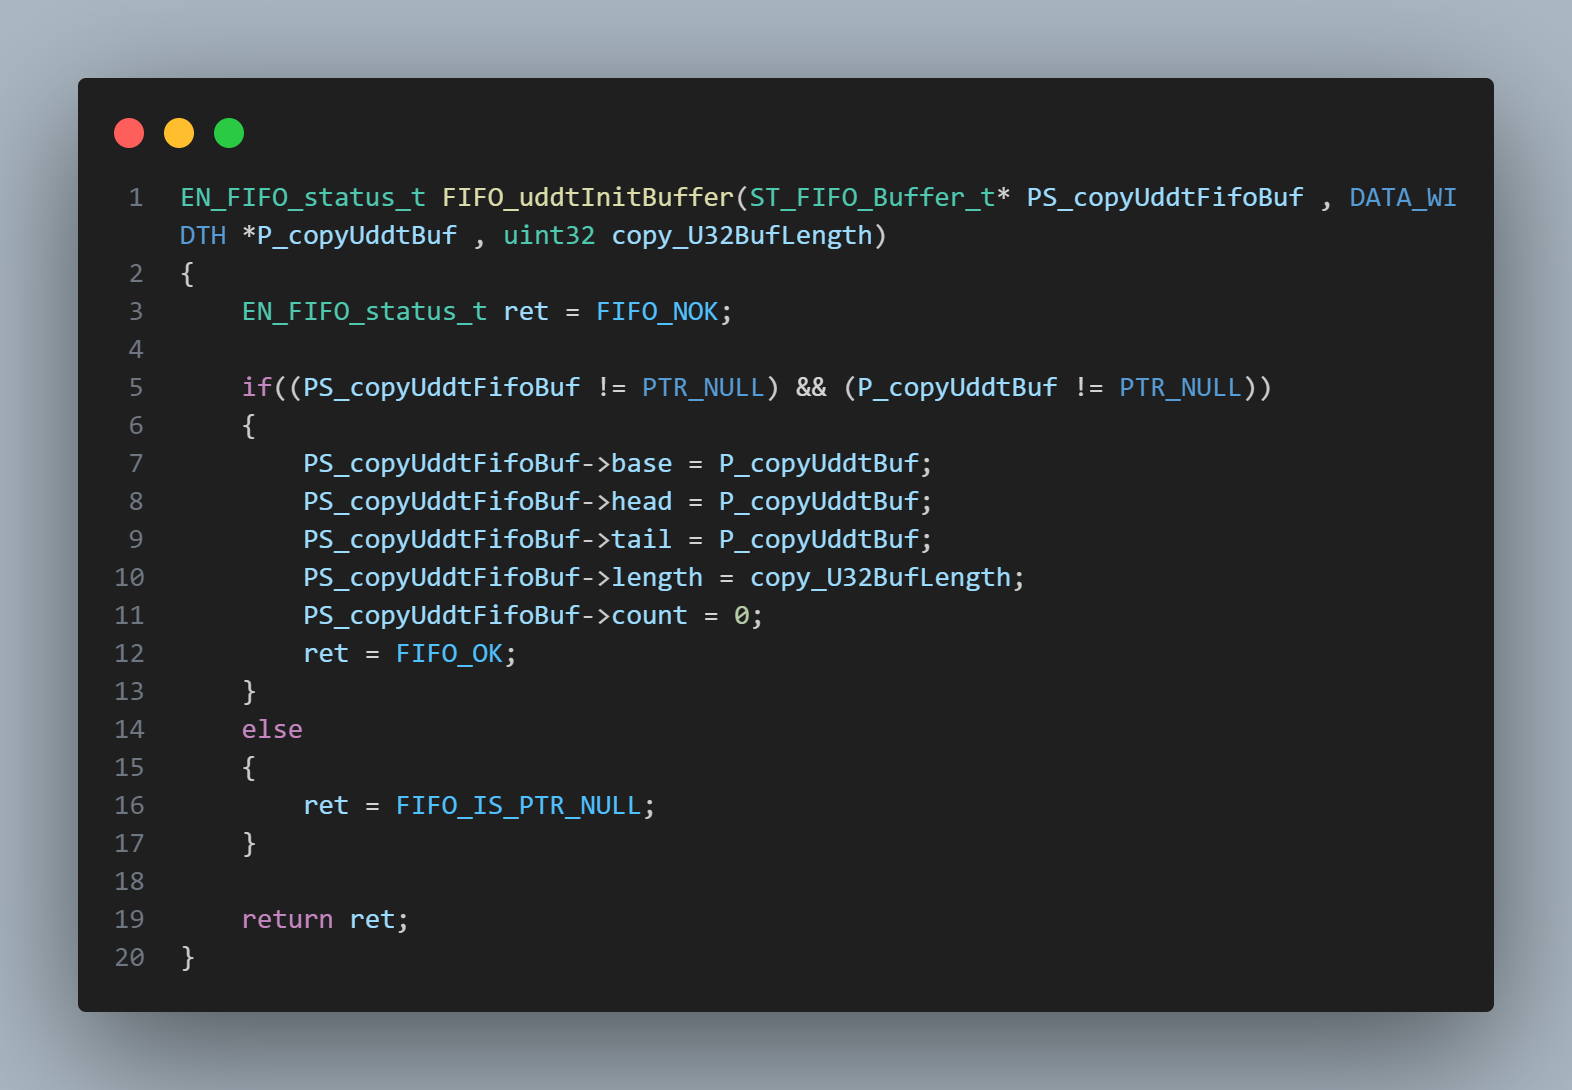 1 EN_FIFO_status_t FIFO_uddtInitBuffer(ST_FIFO_Buffer_t* PS_copyUddtFifoBuf , DATA_WI
DTH *P_copyUddtBuf , uint32 copy_U32BufLength)
2 {
3     EN_FIFO_status_t ret = FIFO_NOK;
4
5     if((PS_copyUddtFifoBuf != PTR_NULL) && (P_copyUddtBuf != PTR_NULL))
6     {
7         PS_copyUddtFifoBuf->base = P_copyUddtBuf;
8         PS_copyUddtFifoBuf->head = P_copyUddtBuf;
9         PS_copyUddtFifoBuf->tail = P_copyUddtBuf;
10         PS_copyUddtFifoBuf->length = copy_U32BufLength;
11         PS_copyUddtFifoBuf->count = 0;
12         ret = FIFO_OK;
13     }
14     else
15     {
16         ret = FIFO_IS_PTR_NULL;
17     }
18
19     return ret;
20 }